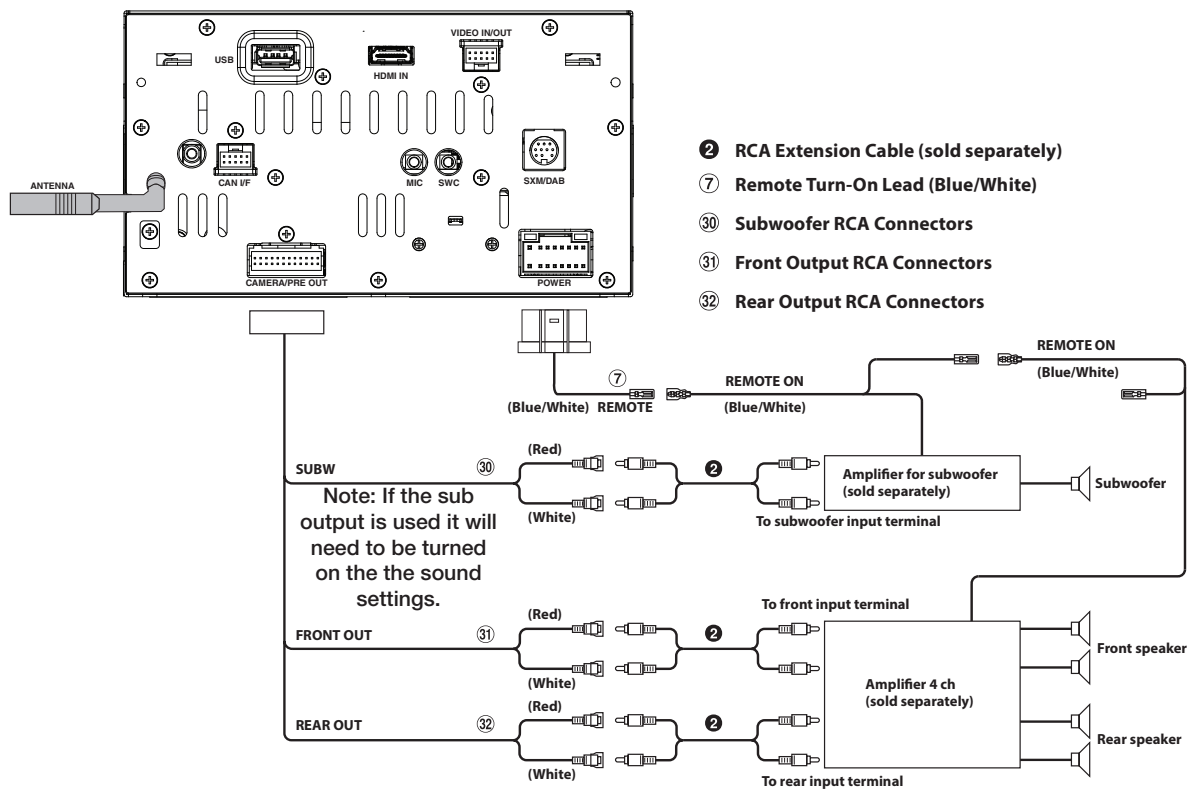 VIDEO IN/OUT
USB
HDMI IN
CAN I/F
MIC
SWC
SXM/DAB
ANTENNA
CAMERA/PRE OUT
POWER
❷ RCA Extension Cable (sold separately)
⑦ Remote Turn-On Lead (Blue/White)
㉚ Subwoofer RCA Connectors
㉛ Front Output RCA Connectors
㉜ Rear Output RCA Connectors
REMOTE ON
(Blue/White)
⑦
REMOTE ON
(Blue/White) REMOTE
(Blue/White)
SUBW
㉚
(Red)
(White)
❷
Amplifier for subwoofer
(sold separately)
Subwoofer
To subwoofer input terminal
Note: If the sub
output is used it will
need to be turned
on the the sound
settings.
To front input terminal
FRONT OUT
㉛
(Red)
(White)
❷
Front speaker
Amplifier 4 ch
(sold separately)
REAR OUT
㉜
(Red)
(White)
❷
Rear speaker
To rear input terminal